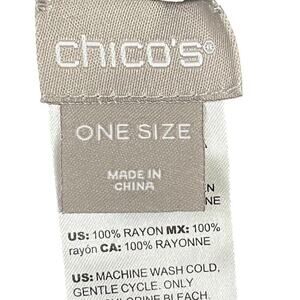 chico's®
ONE SIZE
MADE IN
CHINA
US: 100% RAYON MX: 100%
rayón CA: 100% RAYONNE
US: MACHINE WASH COLD,
GENTLE CYCLE. ONLY
BLEACH.